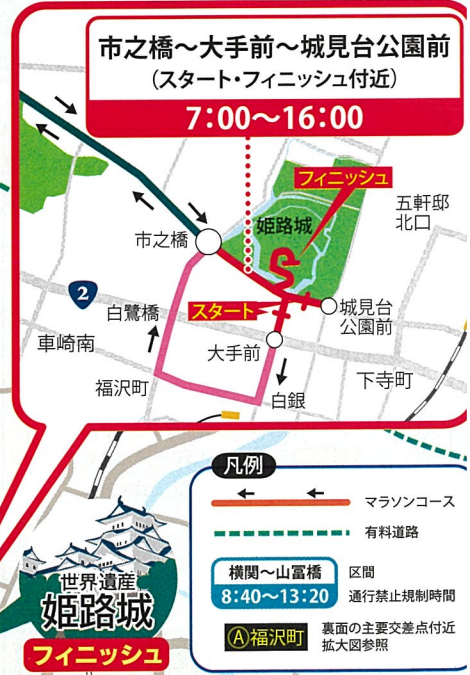 市之橋～大手前～城見台公園前
(スタート・フィニッシュ付近)
7:00～16:00
フィニッシュ
姫路城
五軒邸
北口
市之橋
2
白鷺橋
スタート
城見台
公園前
車崎南
大手前
下寺町
福沢町
白銀
凡例
マラソンコース
有料道路
横関～山冨橋
8:40～13:20
区間
通行禁止規制時間
Ⓐ福沢町
裏面の主要交差点付近
拡大図参照
世界遺産
姫路城
フィニッシュ